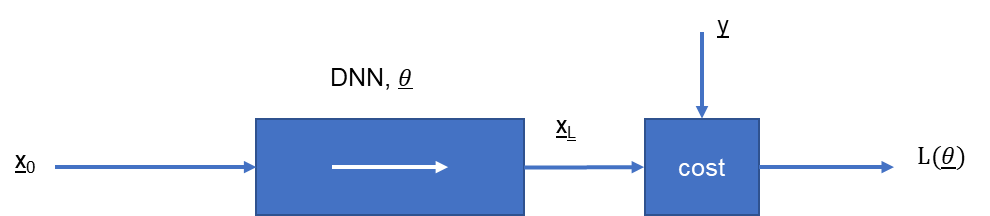 y
DNN, θ
x_L
x₀
cost
L(θ)